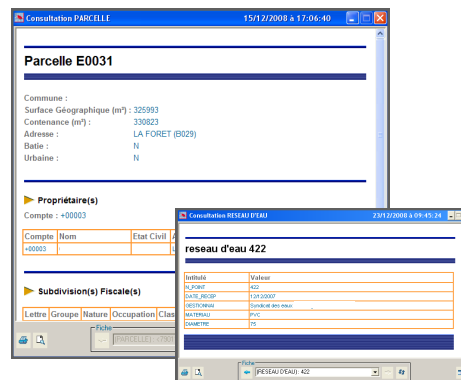 Consultation PARCELLE 15/12/2008 à 17:06:40
Parcelle E0031
Commune :
Surface Géographique (m²) : 325993
Contenance (m²) : 330823
Adresse : LA FORET (B029)
Batie : N
Urbaine : N
Propriétaire(s)
Compte : +00003
Compte Nom Etat Civil
+00003
Subdivision(s) Fiscale(s)
Lettre Groupe Nature Occupation Clas
Fiche
Consultation RESEAU D'EAU 23/12/2008 à 09:45:24
reseau d'eau 422
Intitulé Valeur
N_POINT 422
DATE_RECEP 12/12/2007
GESTIONNAI Syndicat des eaux
MATERIAU PVC
DIAMETRE 75
Fiche
(RESEAU D'EAU): 422